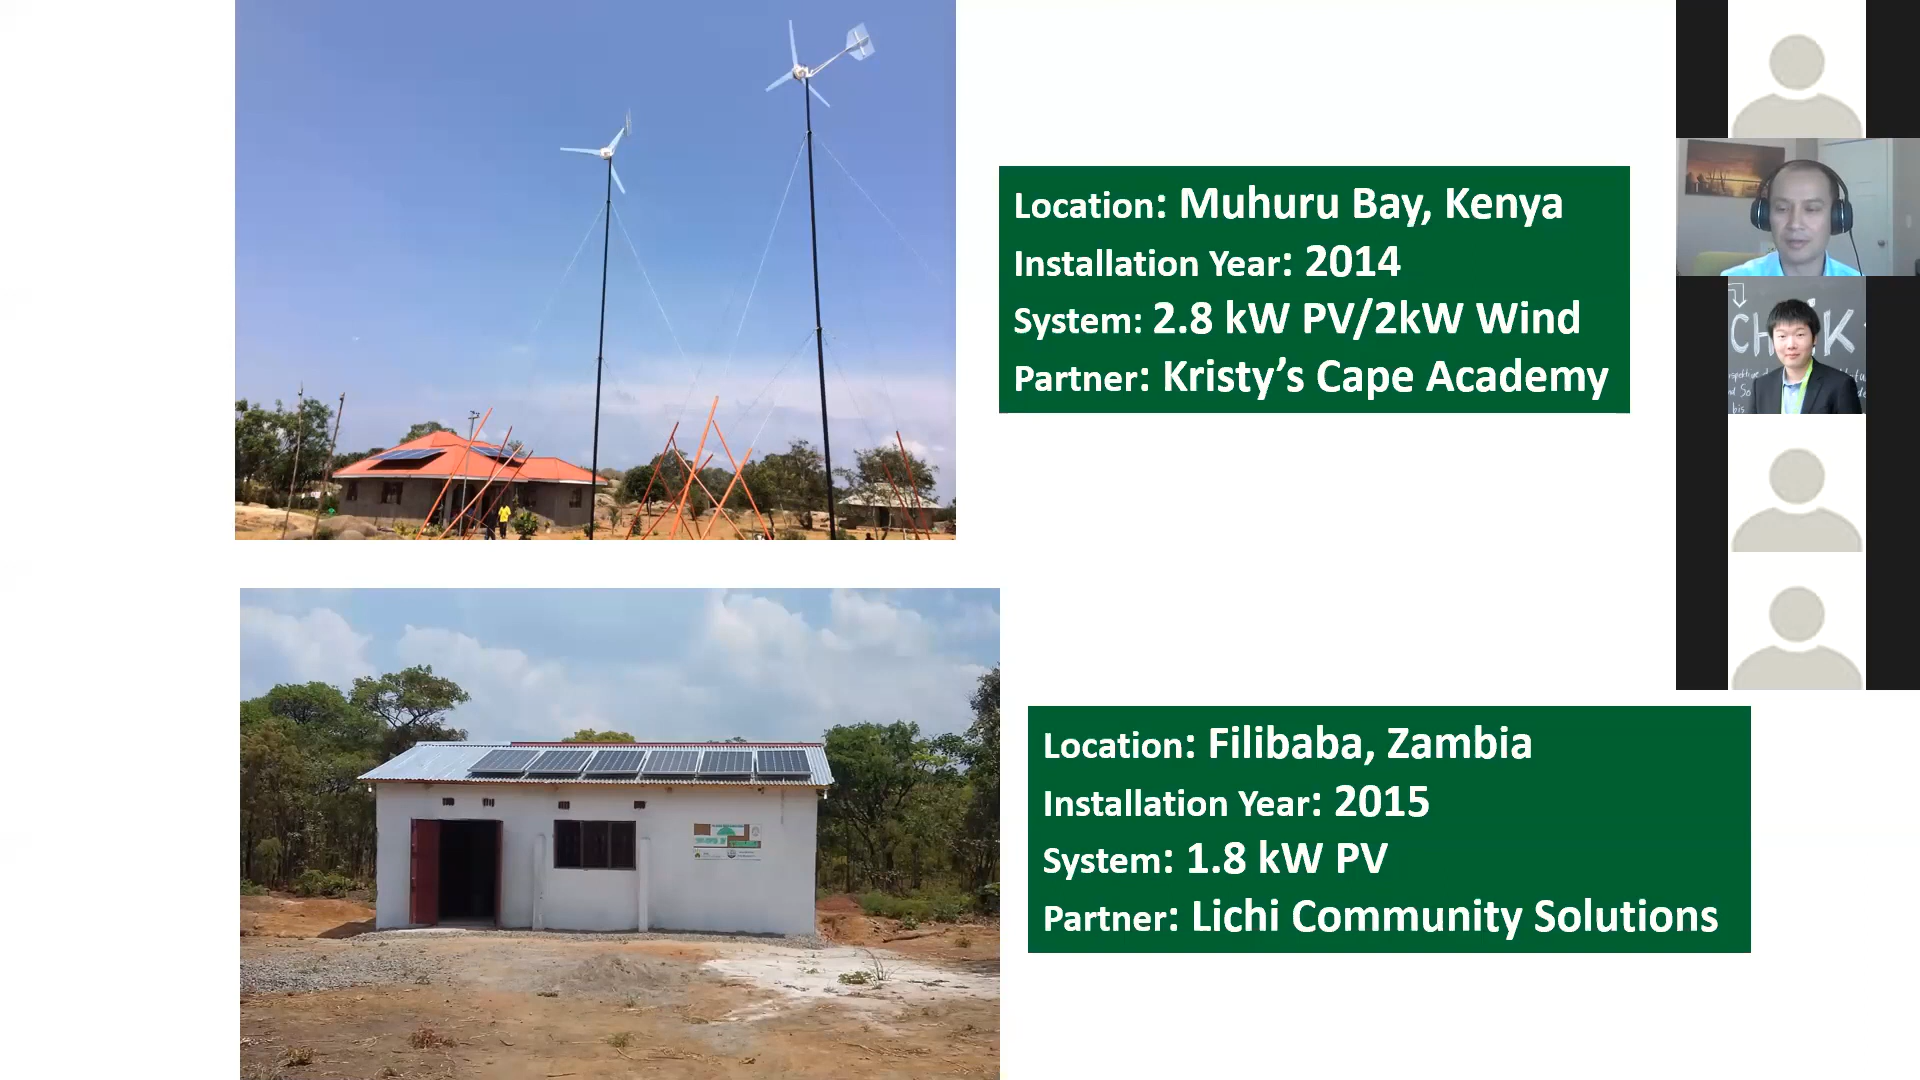 Location: Muhuru Bay, Kenya
Installation Year: 2014
System: 2.8 kW PV/2kW Wind
Partner: Kristy’s Cape Academy
Location: Filibaba, Zambia
Installation Year: 2015
System: 1.8 kW PV
Partner: Lichi Community Solutions
bis